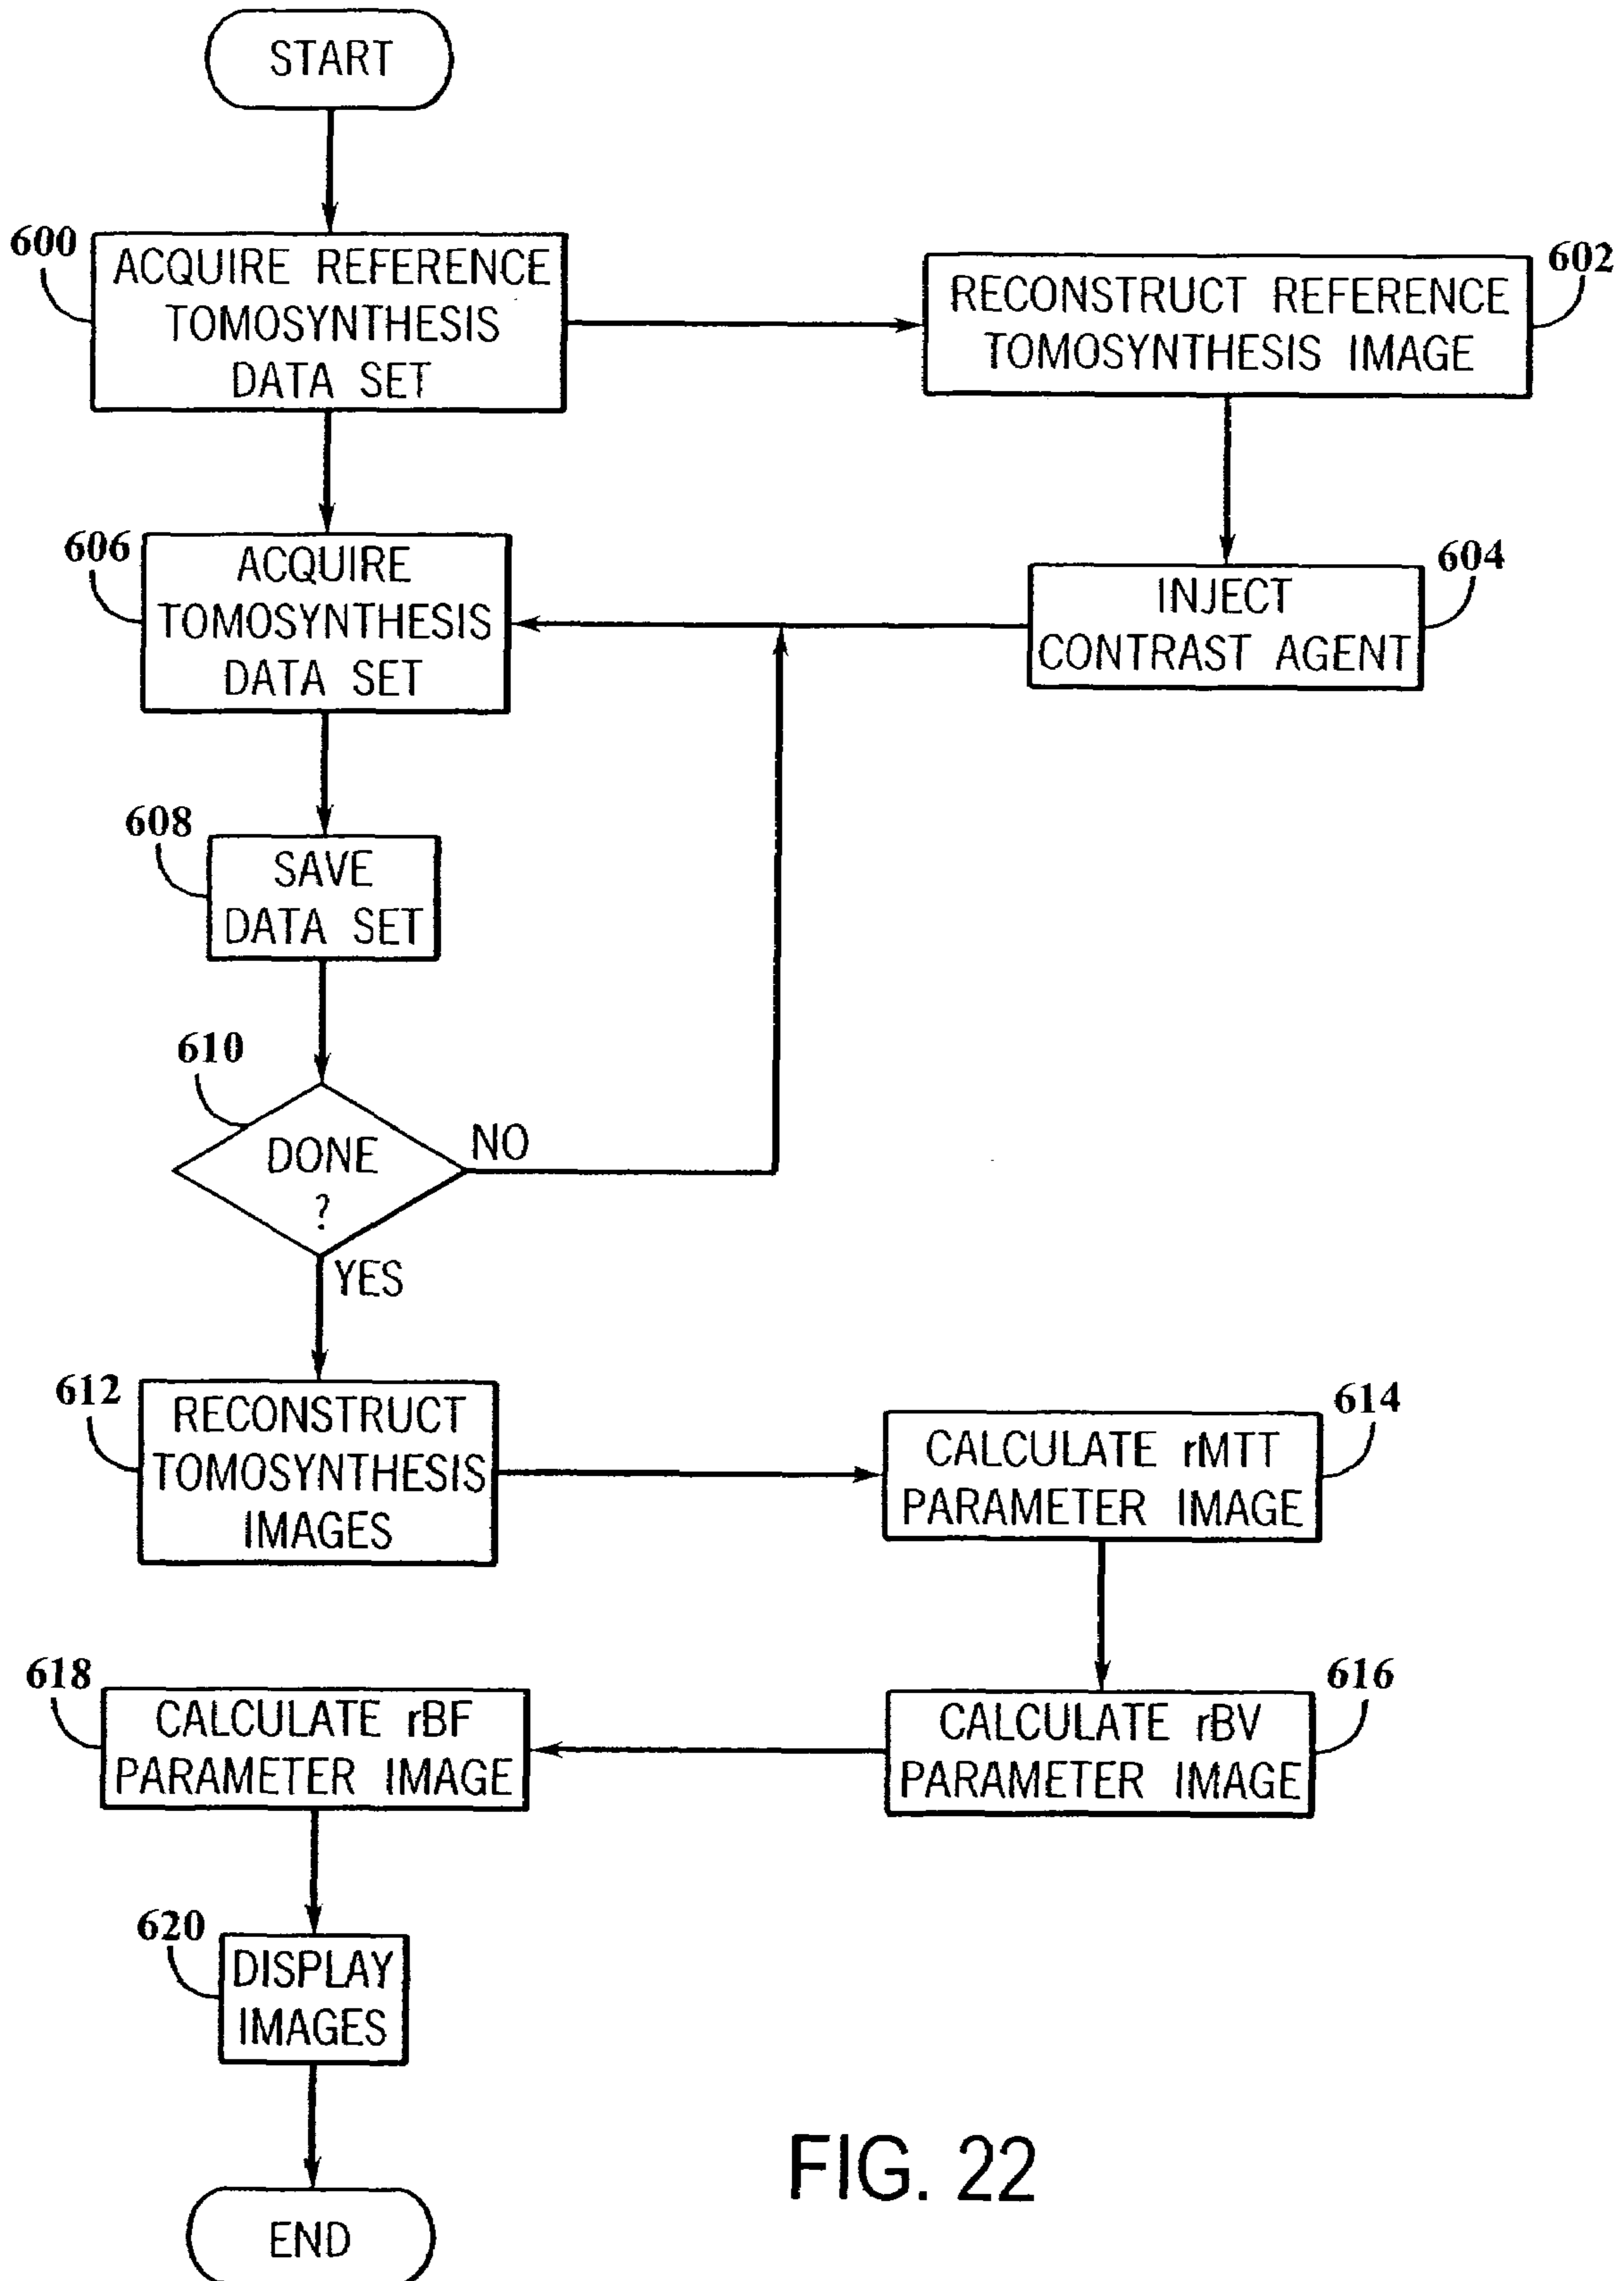 START
600
ACQUIRE REFERENCE
TOMOSYNTHESIS
DATA SET
602
RECONSTRUCT REFERENCE
TOMOSYNTHESIS IMAGE
604
INJECT
CONTRAST AGENT
606
ACQUIRE
TOMOSYNTHESIS
DATA SET
608
SAVE
DATA SET
610
DONE
?
NO
YES
612
RECONSTRUCT
TOMOSYNTHESIS
IMAGES
614
CALCULATE rMTT
PARAMETER IMAGE
616
CALCULATE rBV
PARAMETER IMAGE
618
CALCULATE rBF
PARAMETER IMAGE
620
DISPLAY
IMAGES
END
FIG. 22